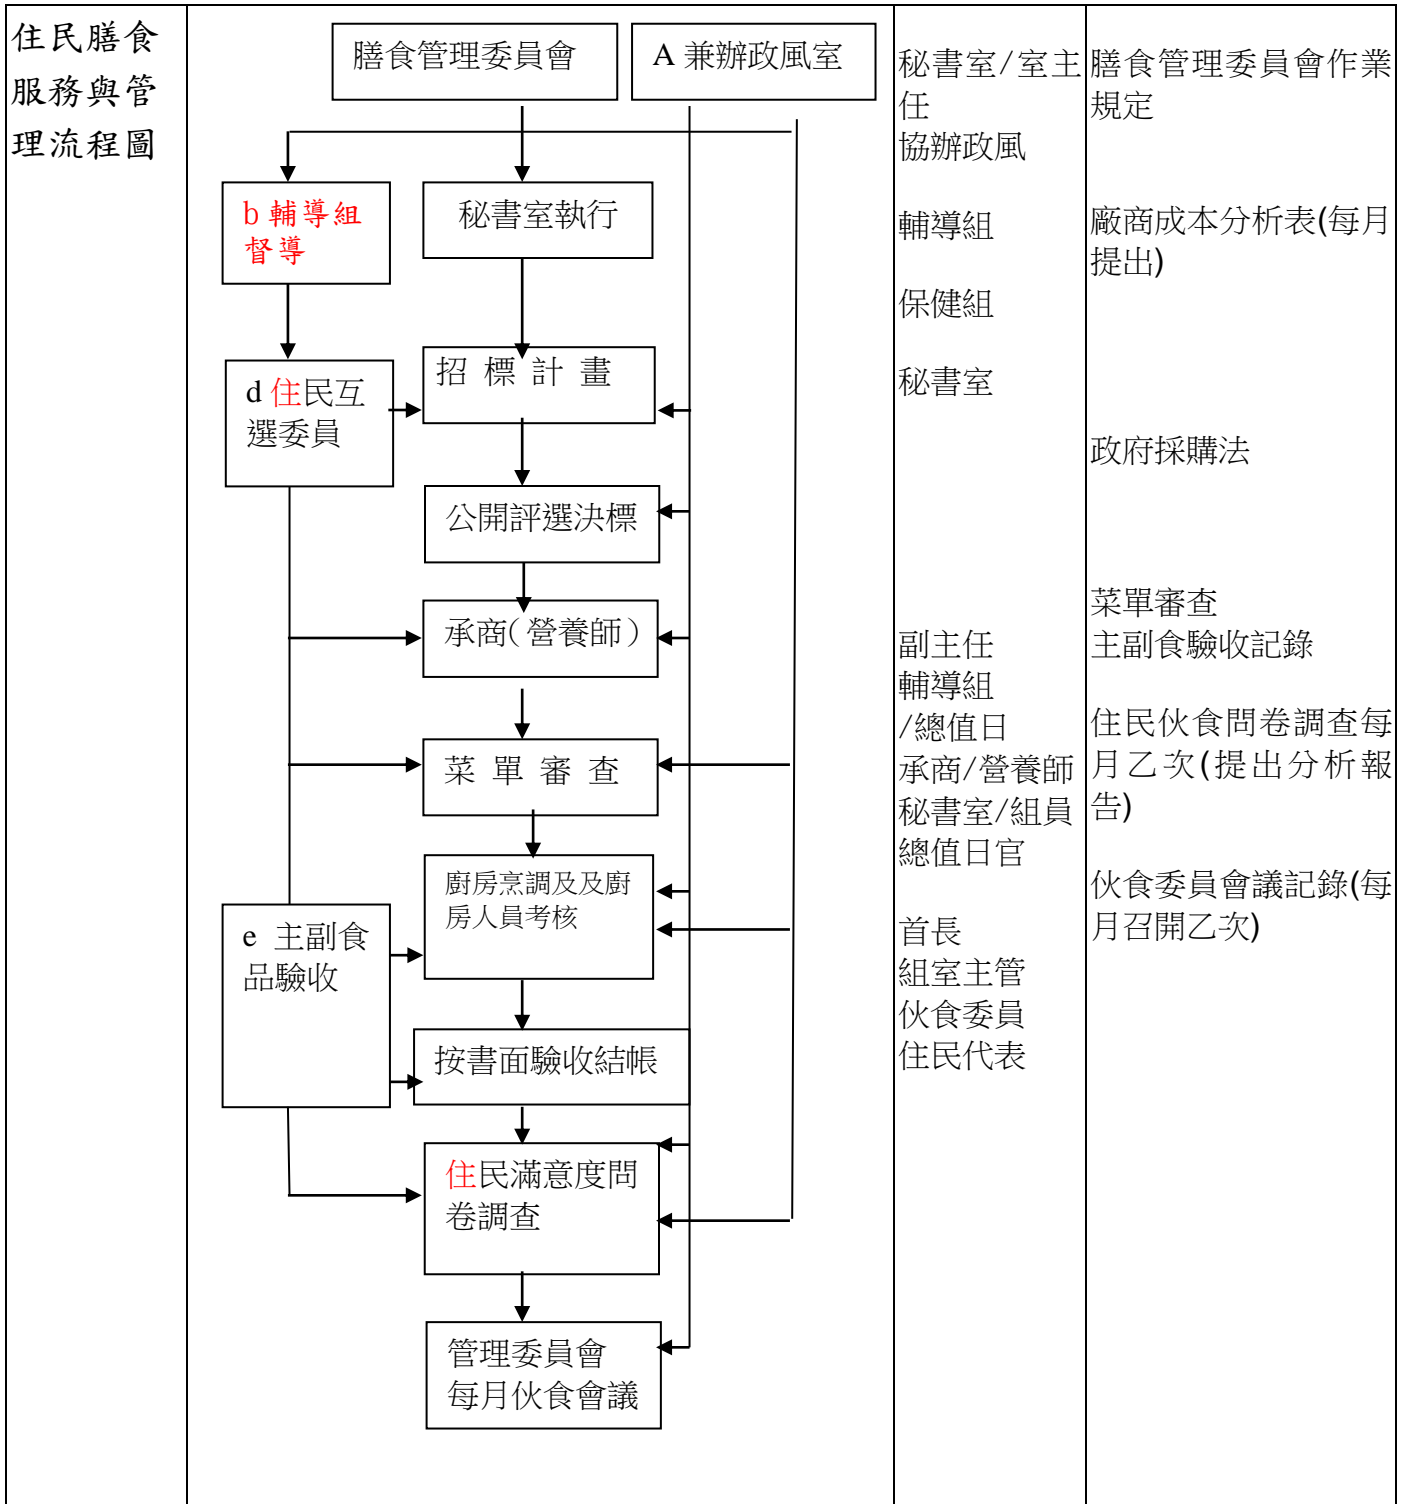 住民膳食
服務與管
理流程圖
膳食管理委員會
A 兼辦政風室
b 輔導組
督導
秘書室執行
d 住民互
選委員
招 標 計 畫
公開評選決標
承商(營養師)
菜 單 審 查
廚房烹調及及廚
房人員考核
e 主副食
品驗收
按書面驗收結帳
住民滿意度問
卷調查
管理委員會
每月伙食會議
秘書室/室主
任
協辦政風
輔導組
保健組
秘書室
副主任
輔導組
/總值日
承商/營養師
秘書室/組員
總值日官
首長
組室主管
伙食委員
住民代表
膳食管理委員會作業
規定
廠商成本分析表(每月
提出)
政府採購法
菜單審查
主副食驗收記錄
住民伙食問卷調查每
月乙次(提出分析報
告)
伙食委員會議記錄(每
月召開乙次)